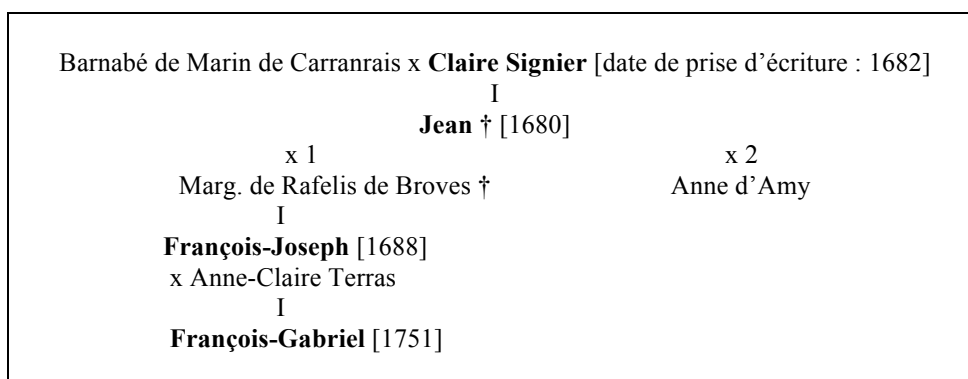 Barnabé de Marin de Carranrais x Claire Signier [date de prise d’écriture : 1682]
I
Jean † [1680]
x 1 x 2
Marg. de Rafelis de Broves † Anne d’Amy
I
François-Joseph [1688]
x Anne-Claire Terras
I
François-Gabriel [1751]